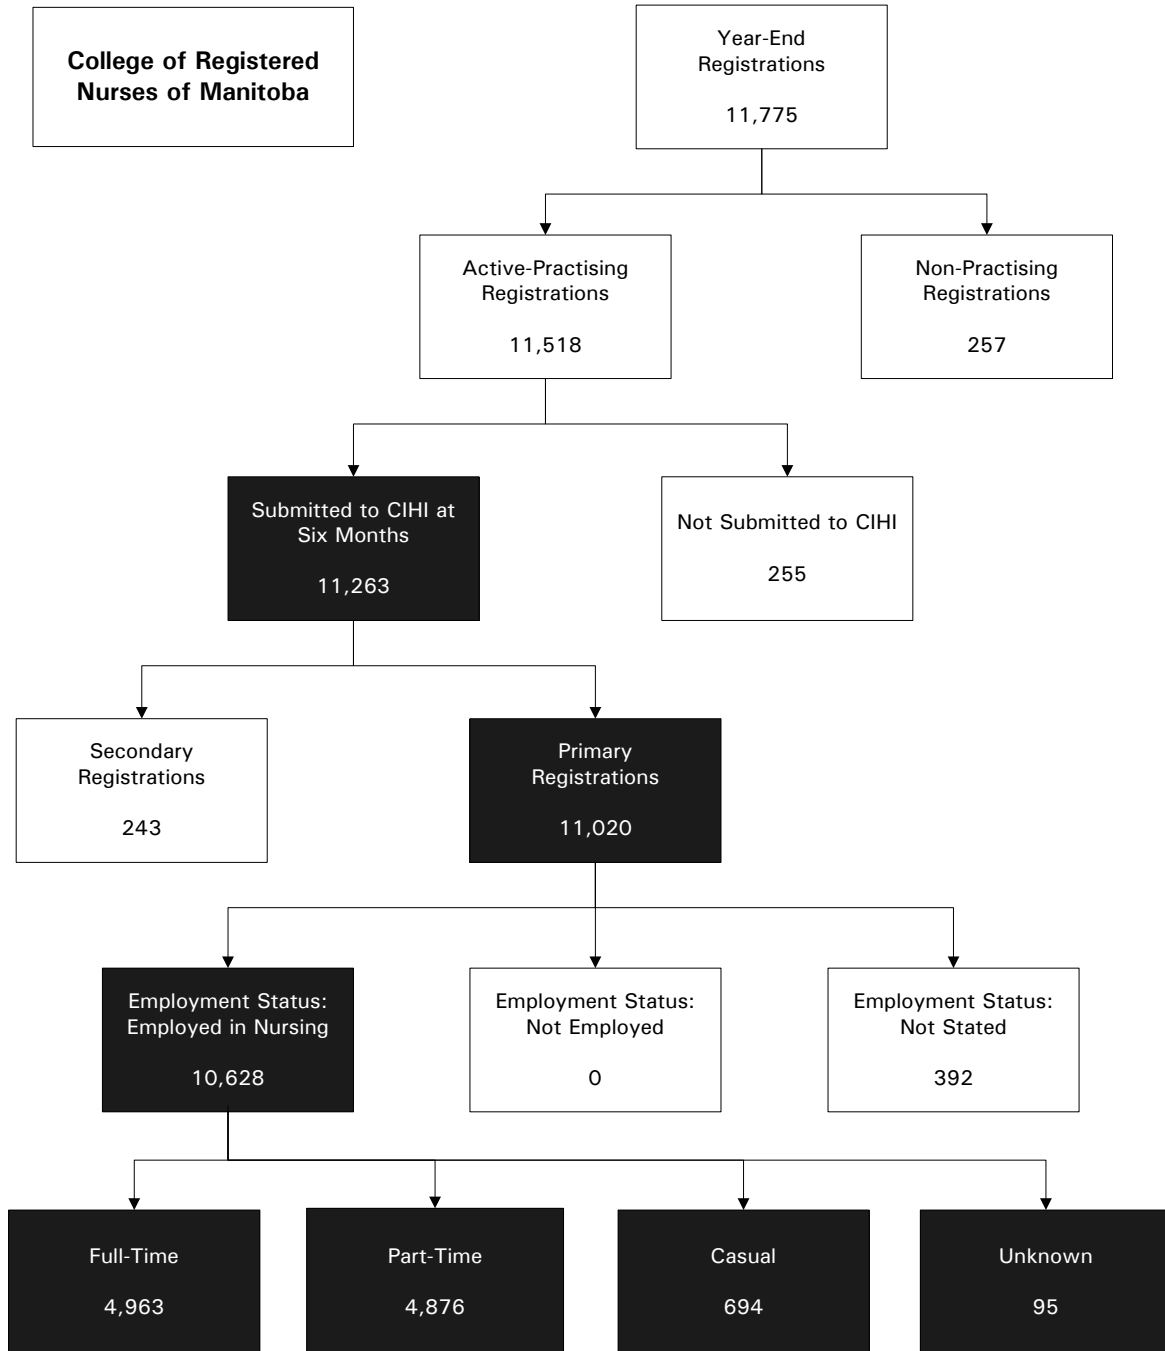 College of Registered
Nurses of Manitoba
Year-End
Registrations
11,775
Active-Practising
Registrations
11,518
Non-Practising
Registrations
257
Submitted to CIHI at
Six Months
11,263
Not Submitted to CIHI
255
Secondary
Registrations
243
Primary
Registrations
11,020
Employment Status:
Employed in Nursing
10,628
Employment Status:
Not Employed
0
Employment Status:
Not Stated
392
Full-Time
4,963
Part-Time
4,876
Casual
694
Unknown
95